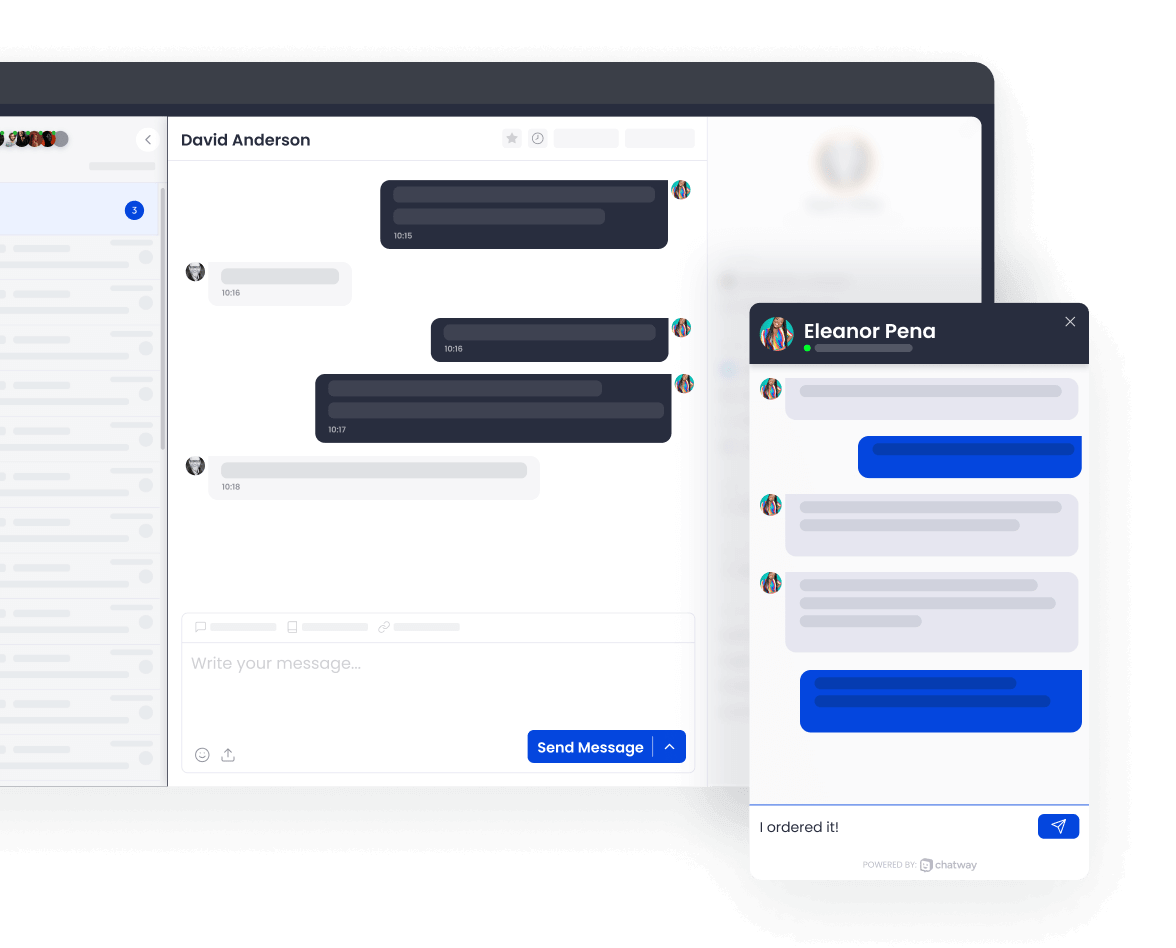 David Anderson
3
10:15
10:16
10:16
10:17
10:18
Write your message...
Send Message
Eleanor Pena
I ordered it!
POWERED BY: chatway